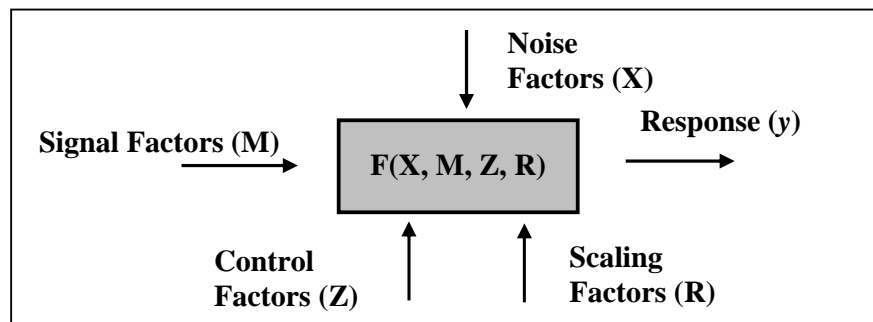 Noise
Factors (X)
Signal Factors (M)
Response (y)
F(X, M, Z, R)
Control
Factors (Z)
Scaling
Factors (R)